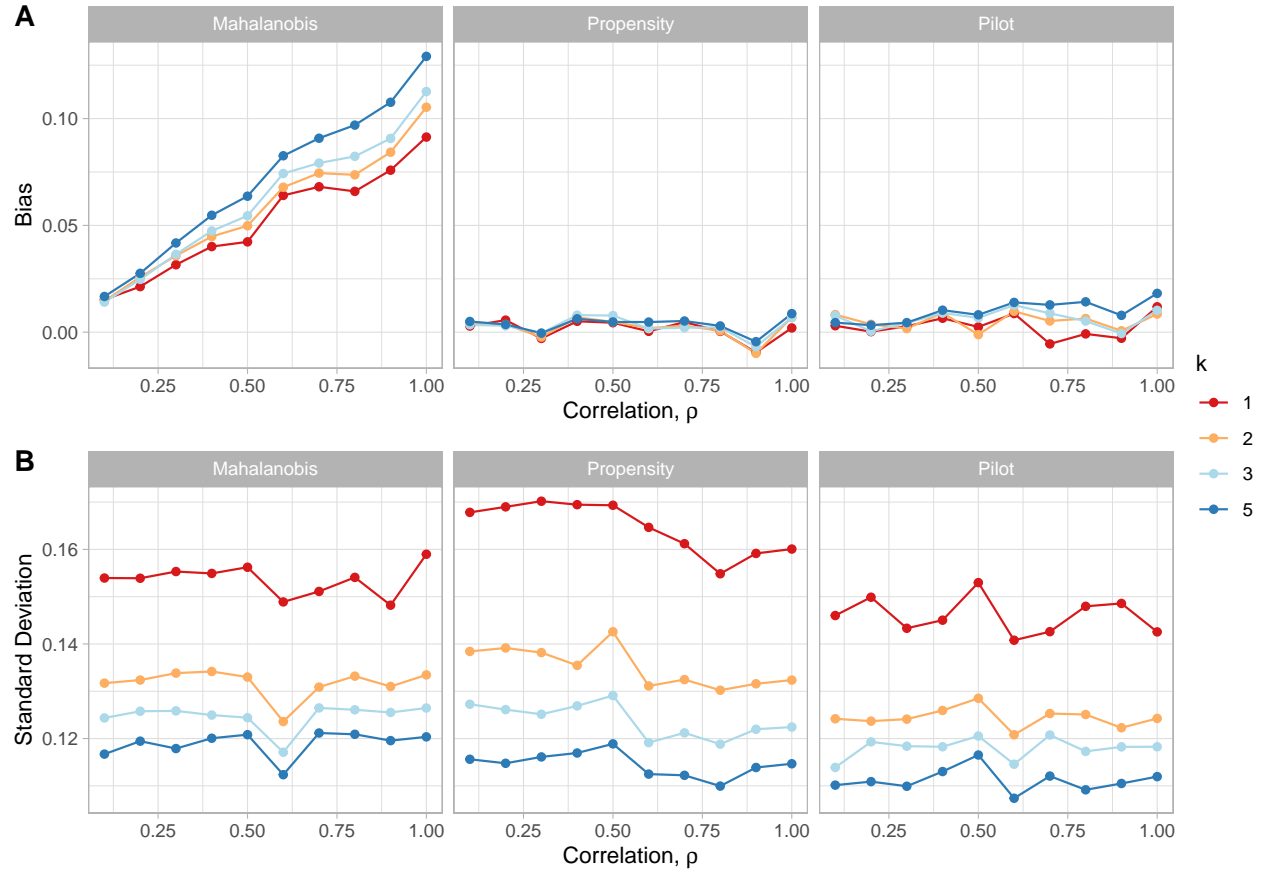 A
Mahalanobis Propensity Pilot
0.10
0.05
0.00
Bias
0.25 0.50 0.75 1.00 0.25 0.50 0.75 1.00 0.25 0.50 0.75 1.00
Correlation, ρ
k
1
2
3
5
B
Mahalanobis Propensity Pilot
0.16
0.14
0.12
Standard Deviation
0.25 0.50 0.75 1.00 0.25 0.50 0.75 1.00 0.25 0.50 0.75 1.00
Correlation, ρ